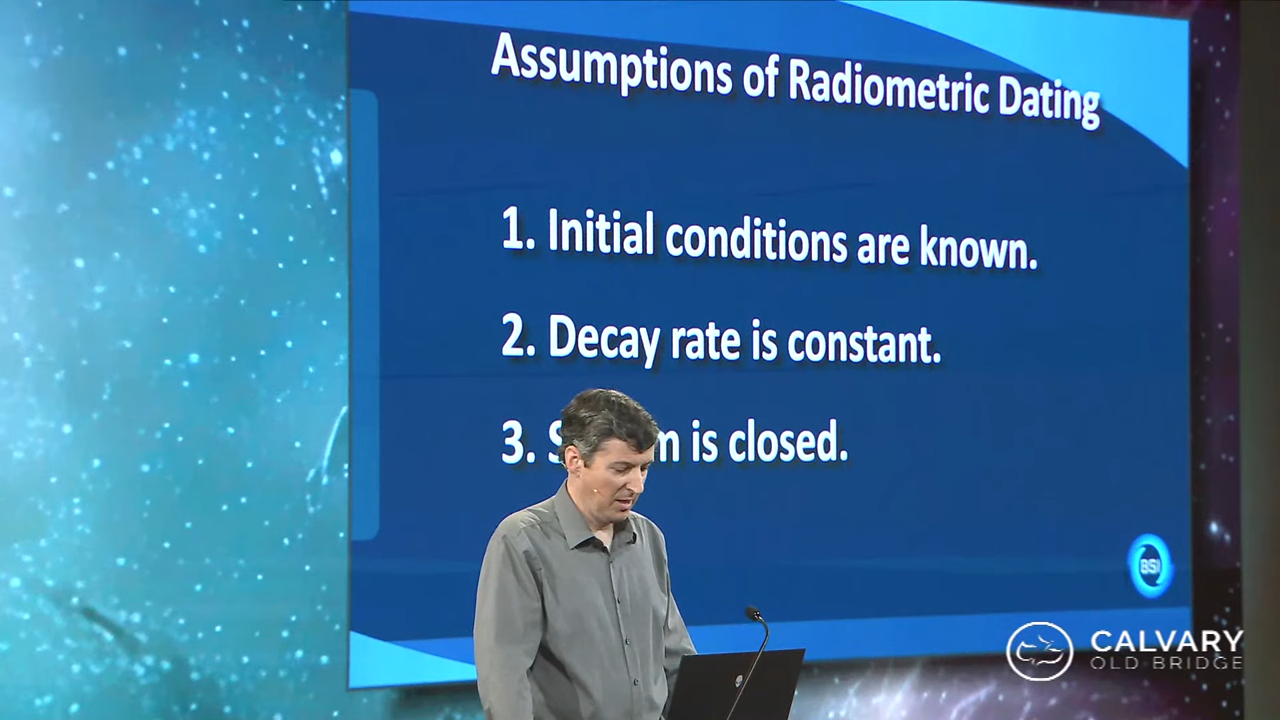 Assumptions of Radiometric Dating
1. Initial conditions are known.
2. Decay rate is constant.
3. is closed.
BSI
CALVARY
OLD BRIDGE